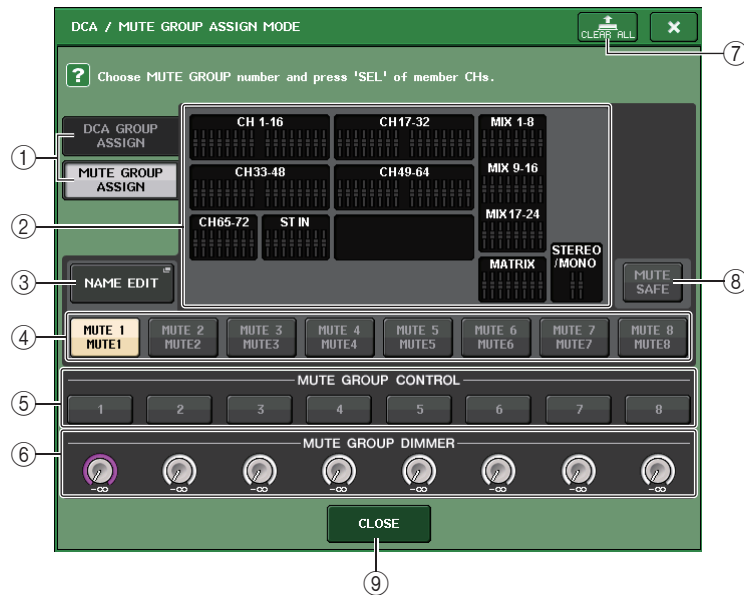 DCA / MUTE GROUP ASSIGN MODE
CLEAR ALL
×
⑦
? Choose MUTE GROUP number and press 'SEL' of member CHs.
①
DCA GROUP
ASSIGN
MUTE GROUP
ASSIGN
②
CH 1-16
CH17-32
MIX 1-8
CH33-48
CH49-64
MIX 9-16
CH65-72
ST IN
MIX17-24
MATRIX
STEREO
/MONO
③
NAME EDIT
MUTE
SAFE
⑧
④
MUTE 1
MUTE1
MUTE 2
MUTE2
MUTE 3
MUTE3
MUTE 4
MUTE4
MUTE 5
MUTE5
MUTE 6
MUTE6
MUTE 7
MUTE7
MUTE 8
MUTE8
⑤
MUTE GROUP CONTROL
1 2 3 4 5 6 7 8
⑥
MUTE GROUP DIMMER
-∞ -∞ -∞ -∞ -∞ -∞ -∞ -∞
CLOSE
⑨